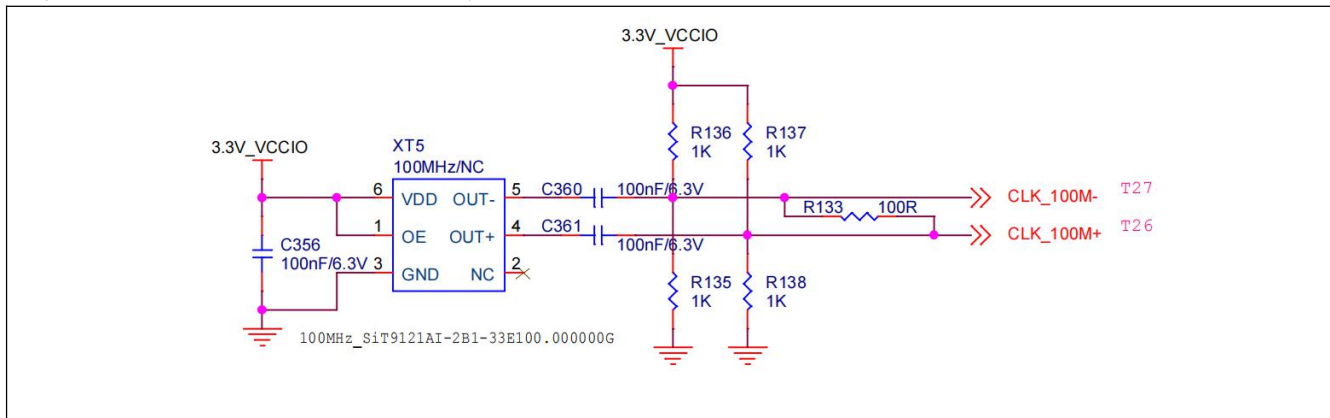 3.3V_VCCIO
R136
1K
R137
1K
3.3V_VCCIO
XT5
100MHz/NC
6 VDD OUT- 5
C360 100nF/6.3V
CLK_100M- T27
R133 100R
1 OE OUT+ 4
C361 100nF/6.3V
CLK_100M+ T26
C356
100nF/6.3V
3 GND NC 2
R135
1K
R138
1K
100MHz_SiT9121AI-2B1-33E100.000000G